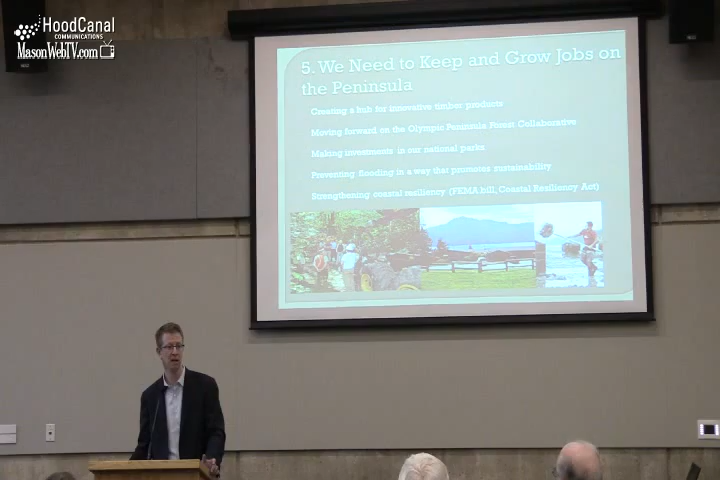 HoodCanal
COMMUNICATIONS
MasonWebTV.com
5. We Need to Keep and Grow Jobs on
the Peninsula
Creating a hub for innovative timber products
Moving forward on the Olympic Peninsula Forest Collaborative
Making investments in our national parks
Preventing flooding in a way that promotes sustainability
Strengthening coastal resiliency (FEMA bill, Coastal Resiliency Act)